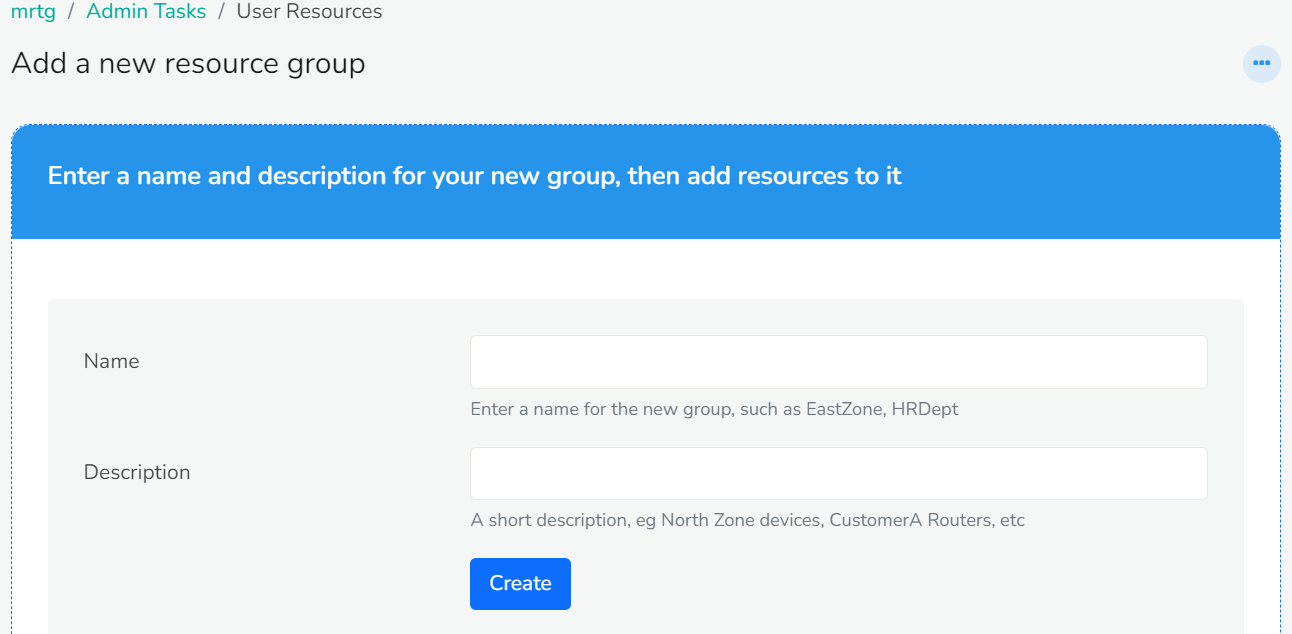 mrtg / Admin Tasks / User Resources
Add a new resource group
Enter a name and description for your new group, then add resources to it
Name
Enter a name for the new group, such as EastZone, HRDept
Description
A short description, eg North Zone devices, CustomerA Routers, etc
Create